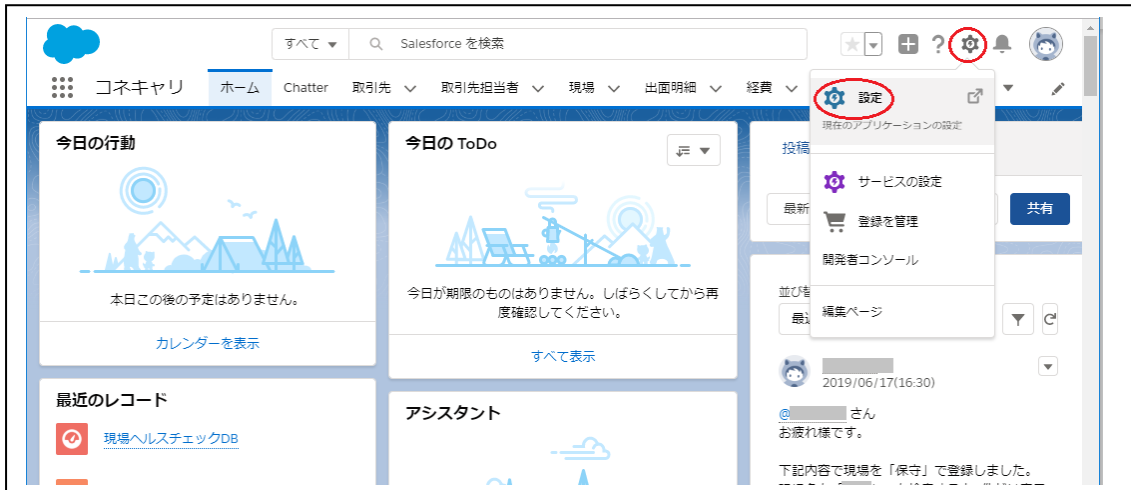 すべて Salesforce を検索
コネキャリ ホーム Chatter 取引先 取引先担当者 現場 出面明細 経費
設定
現在のアプリケーションの設定
サービスの設定
登録を管理
開発者コンソール
編集ページ
今日の行動
本日この後の予定はありません。
カレンダーを表示
今日の ToDo
今日が期限のものはありません。しばらくしてから再
度確認してください。
すべて表示
投稿
最新
共有
並び
最
2019/06/17(16:30)
@ さん
お疲れ様です。
下記内容で現場を「保守」で登録しました。
最近のレコード
現場ヘルスチェックDB
アシスタント